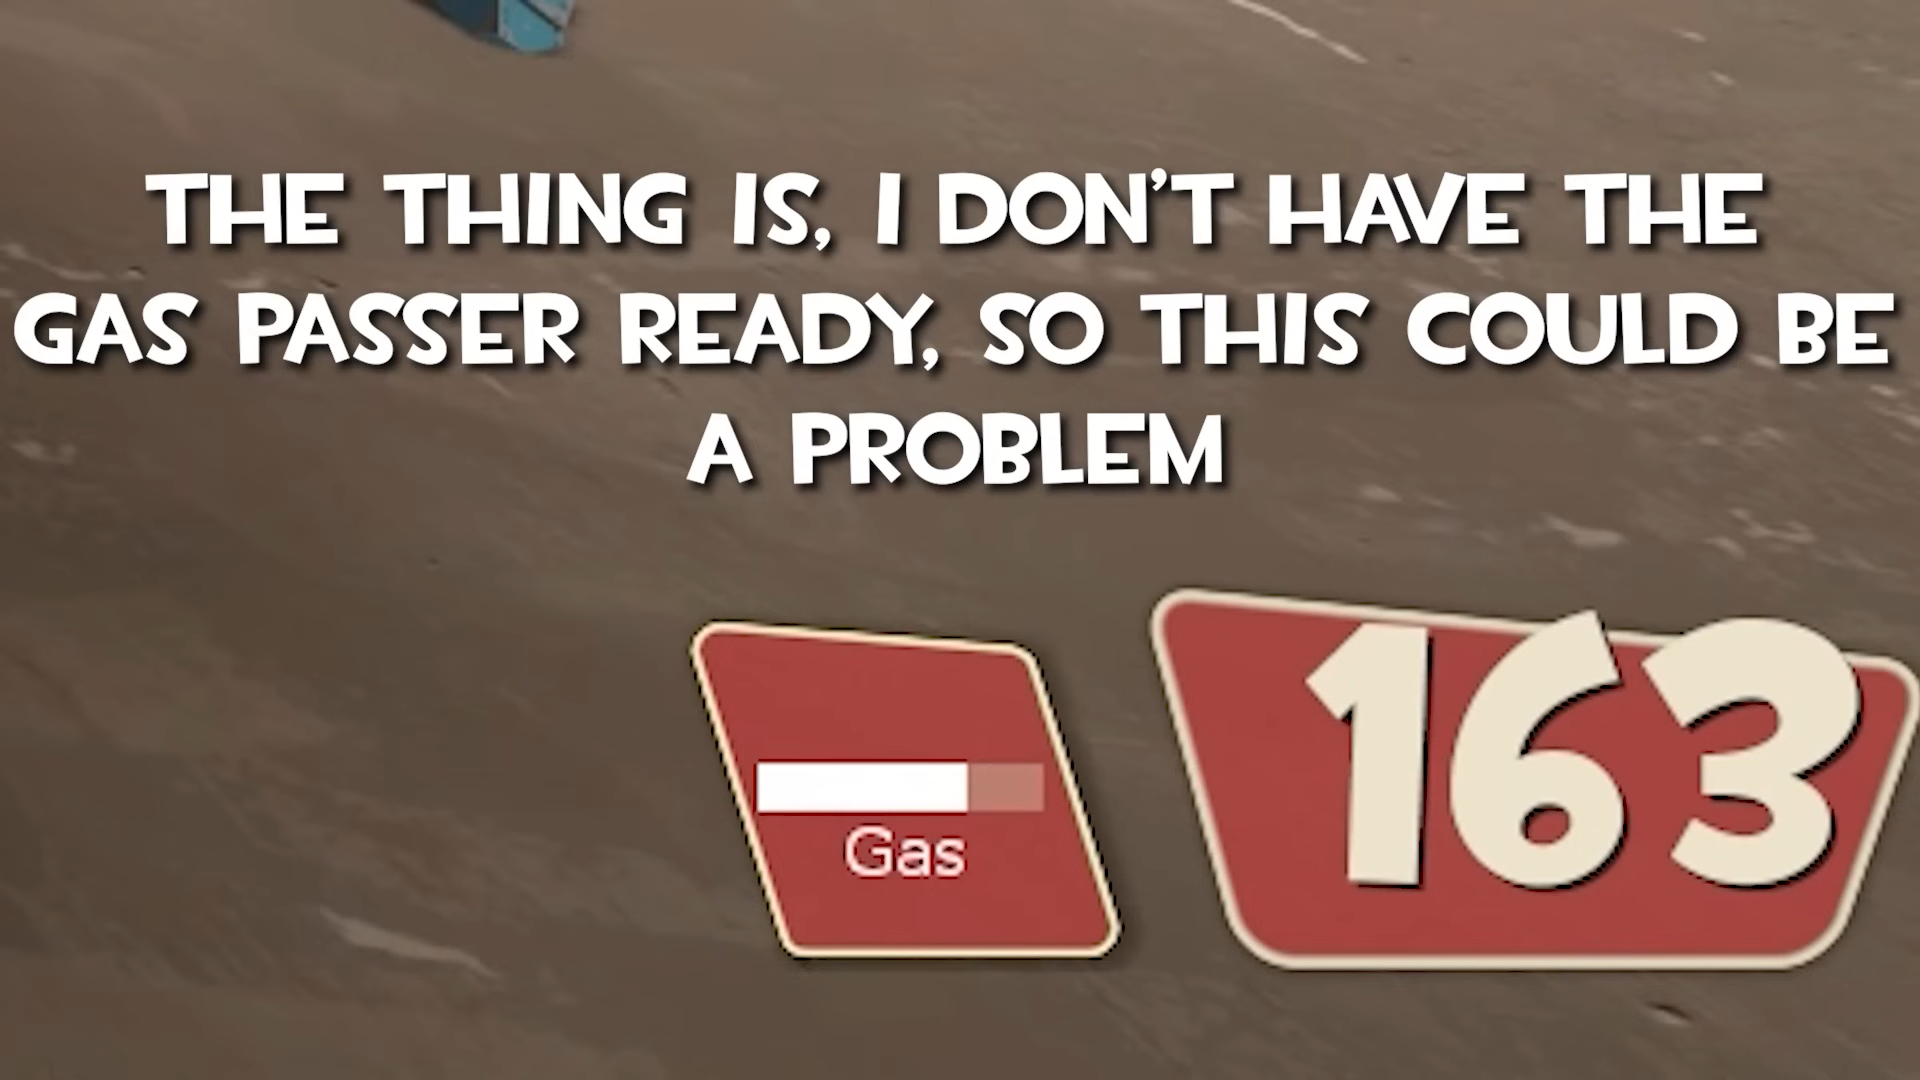 THE THING IS, I DON'T HAVE THE
GAS PASSER READY, SO THIS COULD BE
A PROBLEM
Gas
163